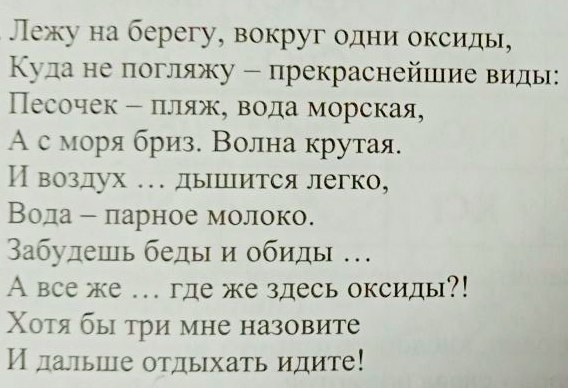 Лежу на берегу, вокруг одни оксиды,
Куда не погляжу – прекраснейшие виды:
Песочек – пляж, вода морская,
А с моря бриз. Волна крутая.
И воздух … дышится легко,
Вода – парное молоко.
Забудешь беды и обиды …
А все же … где же здесь оксиды?!
Хотя бы три мне назовите
И дальше отдыхать идите!